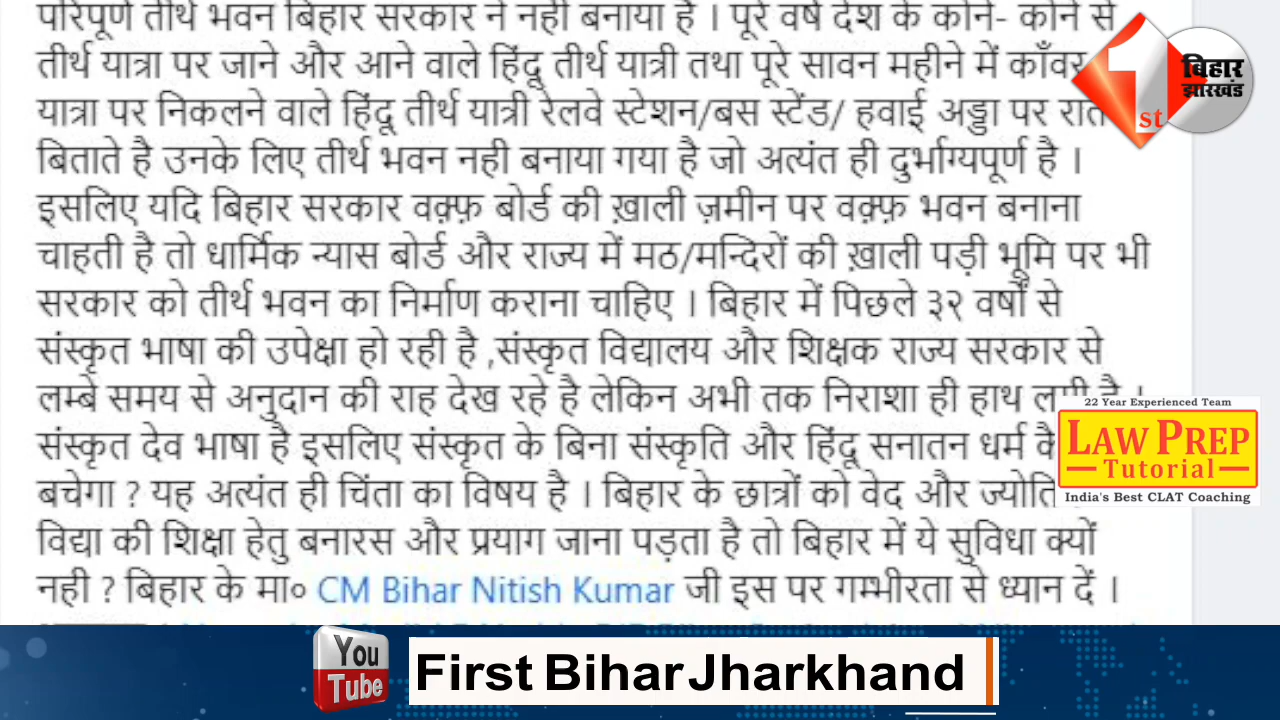 परिपूर्ण तीर्थ भवन बिहार सरकार ने नही बनाया है । पूरे वर्ष देश के कोने- कोने से
तीर्थ यात्रा पर जाने और आने वाले हिंदू तीर्थ यात्री तथा पूरे सावन महीने में काँवर
यात्रा पर निकलने वाले हिंदू तीर्थ यात्री रेलवे स्टेशन/बस स्टेंड/ हवाई अड्डा पर रात
बिताते है उनके लिए तीर्थ भवन नही बनाया गया है जो अत्यंत ही दुर्भाग्यपूर्ण है ।
इसलिए यदि बिहार सरकार वक़्फ़ बोर्ड की ख़ाली ज़मीन पर वक़्फ़ भवन बनाना
चाहती है तो धार्मिक न्यास बोर्ड और राज्य में मठ/मन्दिरों की ख़ाली पड़ी भूमि पर भी
सरकार को तीर्थ भवन का निर्माण कराना चाहिए । बिहार में पिछले ३२ वर्षों से
संस्कृत भाषा की उपेक्षा हो रही है ,संस्कृत विद्यालय और शिक्षक राज्य सरकार से
लम्बे समय से अनुदान की राह देख रहे है लेकिन अभी तक निराशा ही हाथ लगी है ।
संस्कृत देव भाषा है इसलिए संस्कृत के बिना संस्कृति और हिंदू सनातन धर्म
बचेगा ? यह अत्यंत ही चिंता का विषय है । बिहार के छात्रों को वेद और
विद्या की शिक्षा हेतु बनारस और प्रयाग जाना पड़ता है तो बिहार में ये सुविधा क्यों
नही ? बिहार के मा० CM Bihar Nitish Kumar जी इस पर गम्भीरता से ध्यान दें ।
1st बिहार
झारखंड
22 Year Experienced Team
LAW PREP
Tutorial
India's Best CLAT Coaching
You
Tube
First Bihar Jharkhand